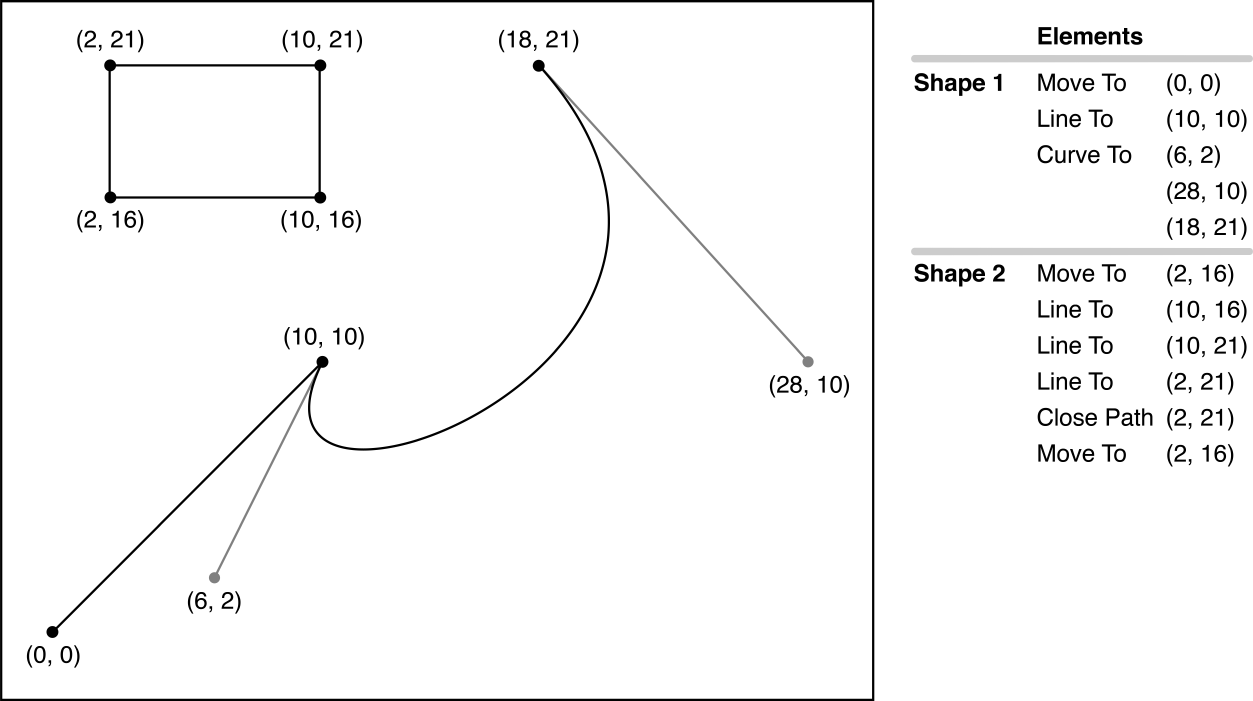 (2, 21)
(10, 21)
(18, 21)
(2, 16)
(10, 16)
(10, 10)
(28, 10)
(6, 2)
(0, 0)
Elements
Shape 1 Move To (0, 0)
Line To (10, 10)
Curve To (6, 2)
(28, 10)
(18, 21)
Shape 2 Move To (2, 16)
Line To (10, 16)
Line To (10, 21)
Line To (2, 21)
Close Path (2, 21)
Move To (2, 16)